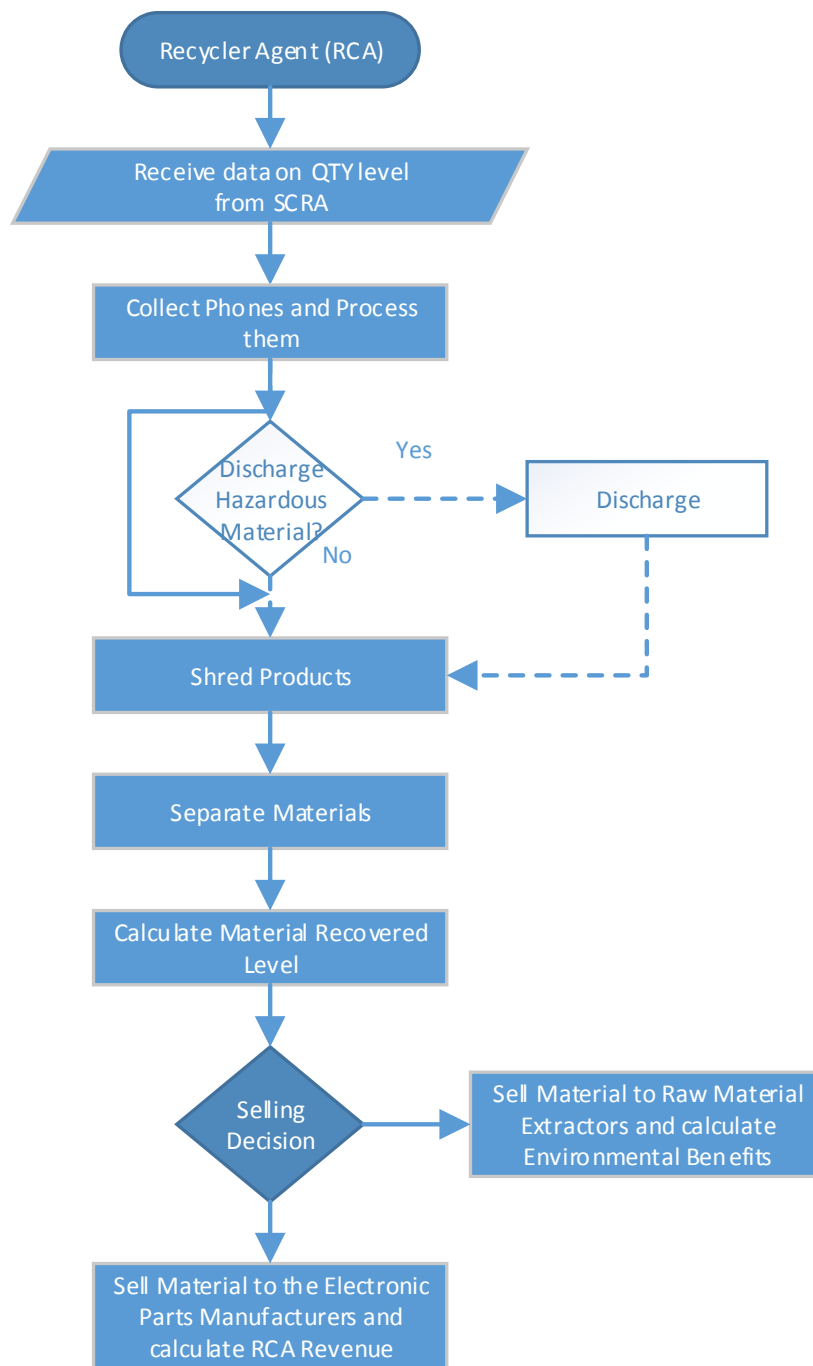 Recycler Agent (RCA)
Receive data on QTY level
from SCRA
Collect Phones and Process
them
Discharge
Hazardous
Material?
Yes
Discharge
No
Shred Products
Separate Materials
Calculate Material Recovered
Level
Selling
Decision
Sell Material to Raw Material
Extractors and calculate
Environmental Benefits
Sell Material to the Electronic
Parts Manufacturers and
calculate RCA Revenue